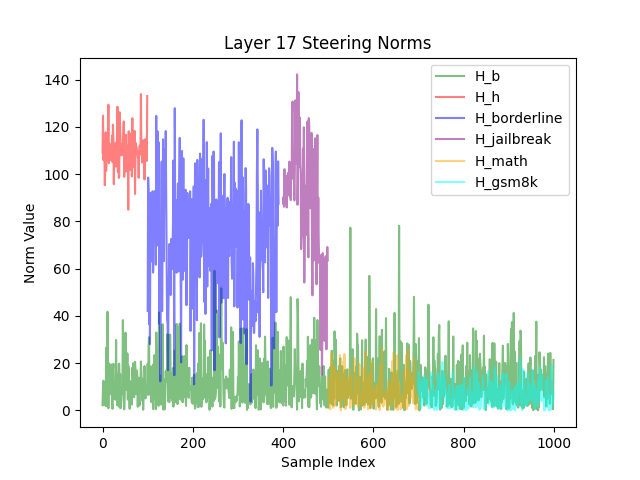 Layer 17 Steering Norms
Norm Value
140
120
100
80
60
40
20
0
H_b
H_h
H_borderline
H_jailbreak
H_math
H_gsm8k
0
200
400
600
800
1000
Sample Index